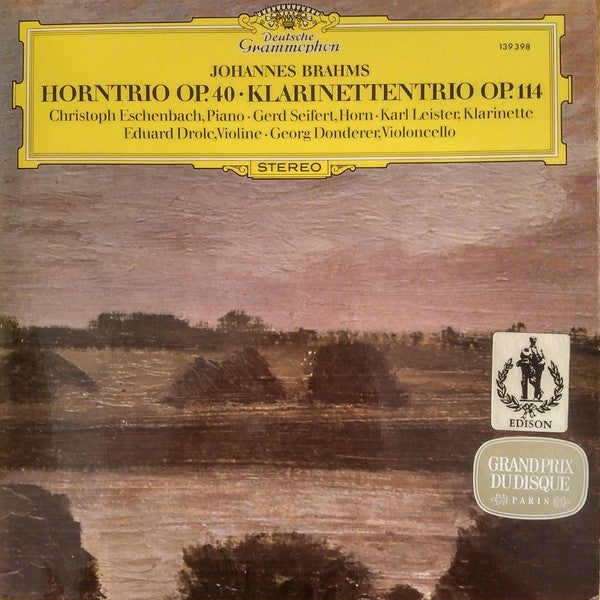 Deutsche
Grammophon
139 398
JOHANNES BRAHMS
HORNTRIO OP. 40 · KLARINETTENTRIO OP. 114
Christoph Eschenbach, Piano · Gerd Seifert, Horn · Karl Leister, Klarinette
Eduard Drolc, Violine · Georg Donderer, Violoncello
STEREO
EDISON
GRAND PRIX
DU DISQUE
PARIS